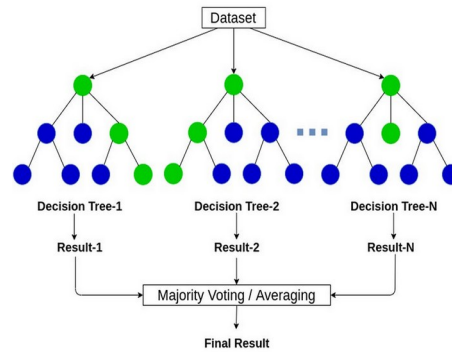 Dataset
Decision Tree-1
Decision Tree-2
Decision Tree-N
Result-1
Result-2
Result-N
Majority Voting / Averaging
Final Result